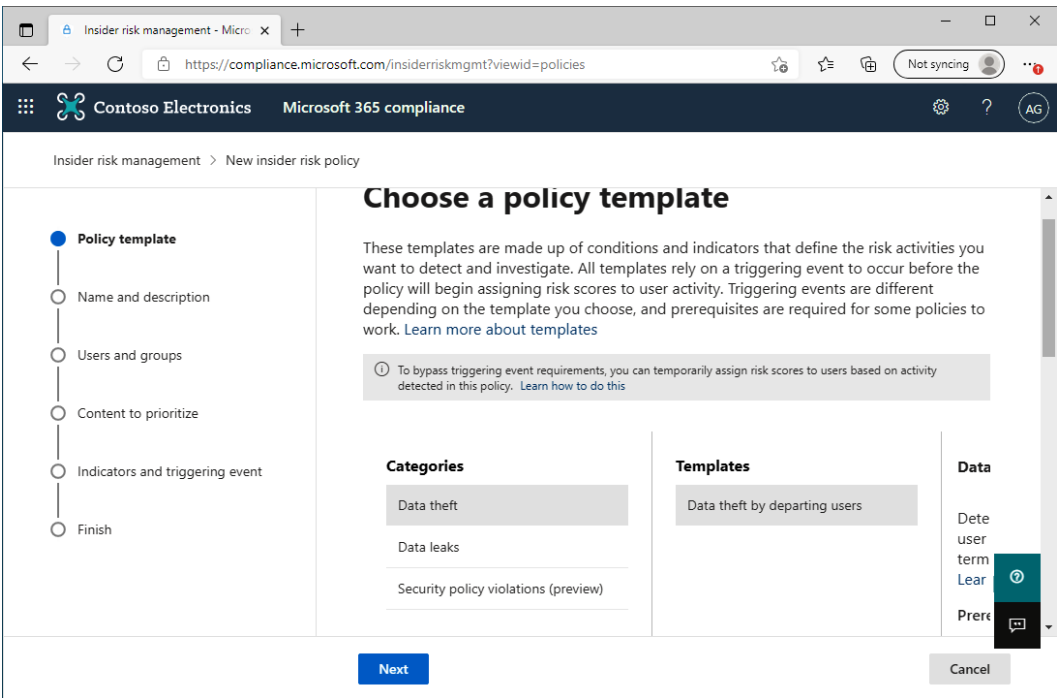 Insider risk management - Micro
https://compliance.microsoft.com/insiderriskmgmt?viewid=policies
Not syncing
Contoso Electronics
Microsoft 365 compliance
?
AG
Insider risk management > New insider risk policy
Policy template
Name and description
Users and groups
Content to prioritize
Indicators and triggering event
Finish
Choose a policy template
These templates are made up of conditions and indicators that define the risk activities you
want to detect and investigate. All templates rely on a triggering event to occur before the
policy will begin assigning risk scores to user activity. Triggering events are different
depending on the template you choose, and prerequisites are required for some policies to
work. Learn more about templates
To bypass triggering event requirements, you can temporarily assign risk scores to users based on activity
detected in this policy. Learn how to do this
Categories
Data theft
Data leaks
Security policy violations (preview)
Templates
Data theft by departing users
Data
Dete
user
term
Lear
Prere
Next
Cancel